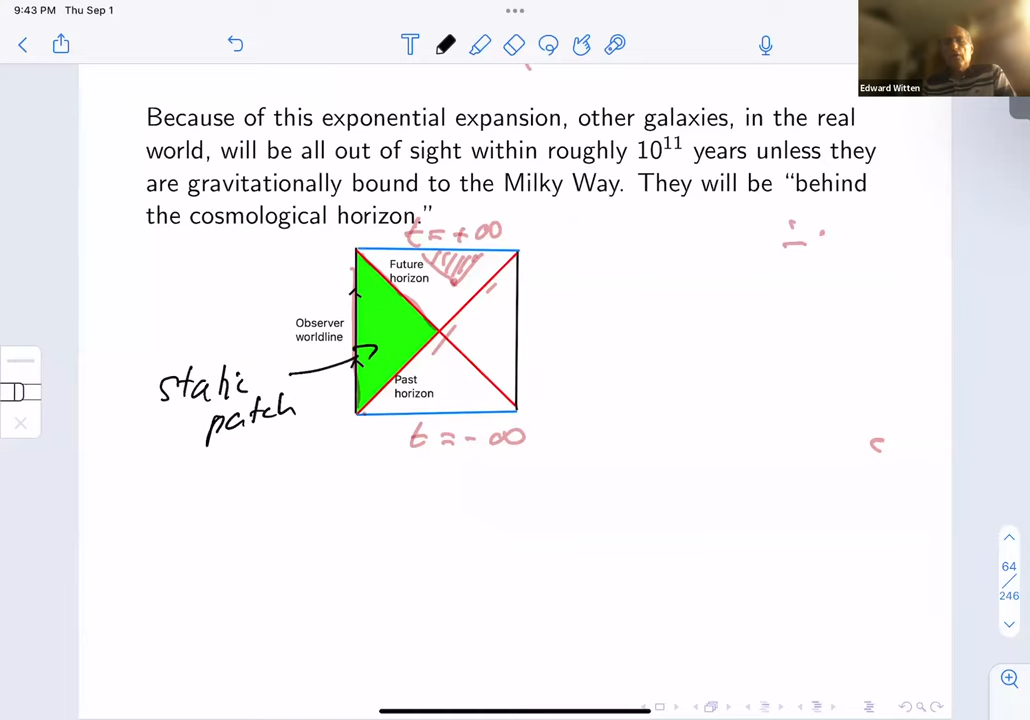 9:43 PM Thu Sep 1
Edward Witten
Because of this exponential expansion, other galaxies, in the real
world, will be all out of sight within roughly 10¹¹ years unless they
are gravitationally bound to the Milky Way. They will be “behind
the cosmological horizon.”
t = +∞
Future
horizon
Observer
worldline
static
patch
Past
horizon
t = -∞
64
246